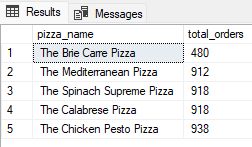 Results Messages
pizza_name total_orders
1 The Brie Carre Pizza 480
2 The Mediterranean Pizza 912
3 The Spinach Supreme Pizza 918
4 The Calabrese Pizza 918
5 The Chicken Pesto Pizza 938